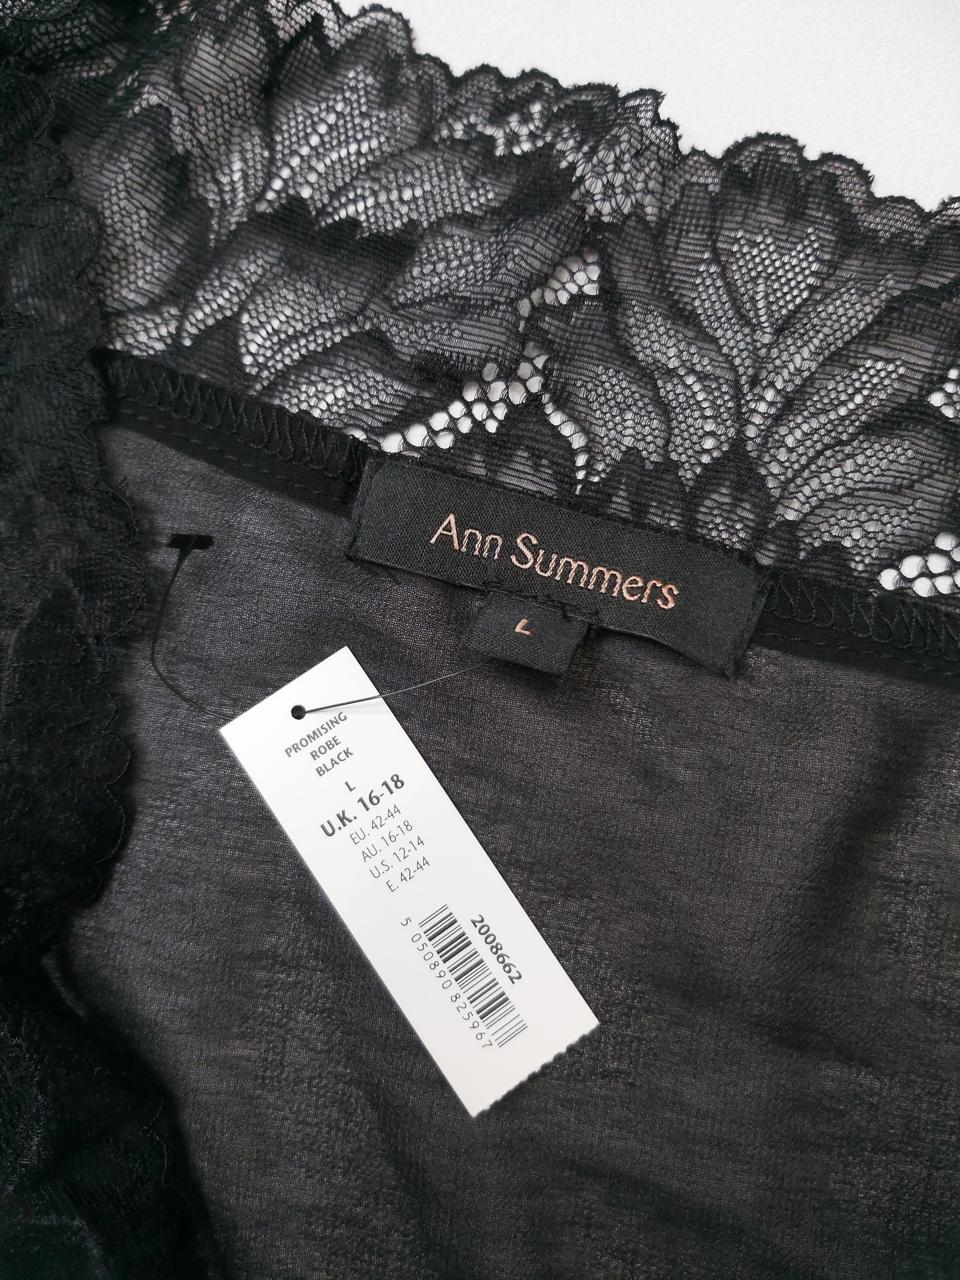 Ann Summers
L
PROMISING
ROBE
BLACK
L
U.K. 16-18
EU. 42-44
AU. 16-18
U.S. 12-14
E. 42-44
2008662
5 050890 825967